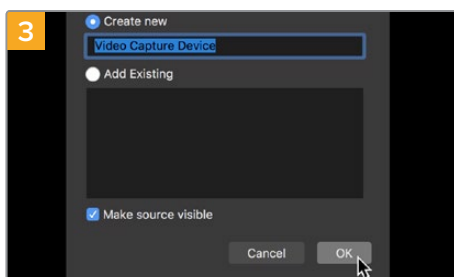 3
Create new
Video Capture Device
Add Existing
Make source visible
Cancel OK